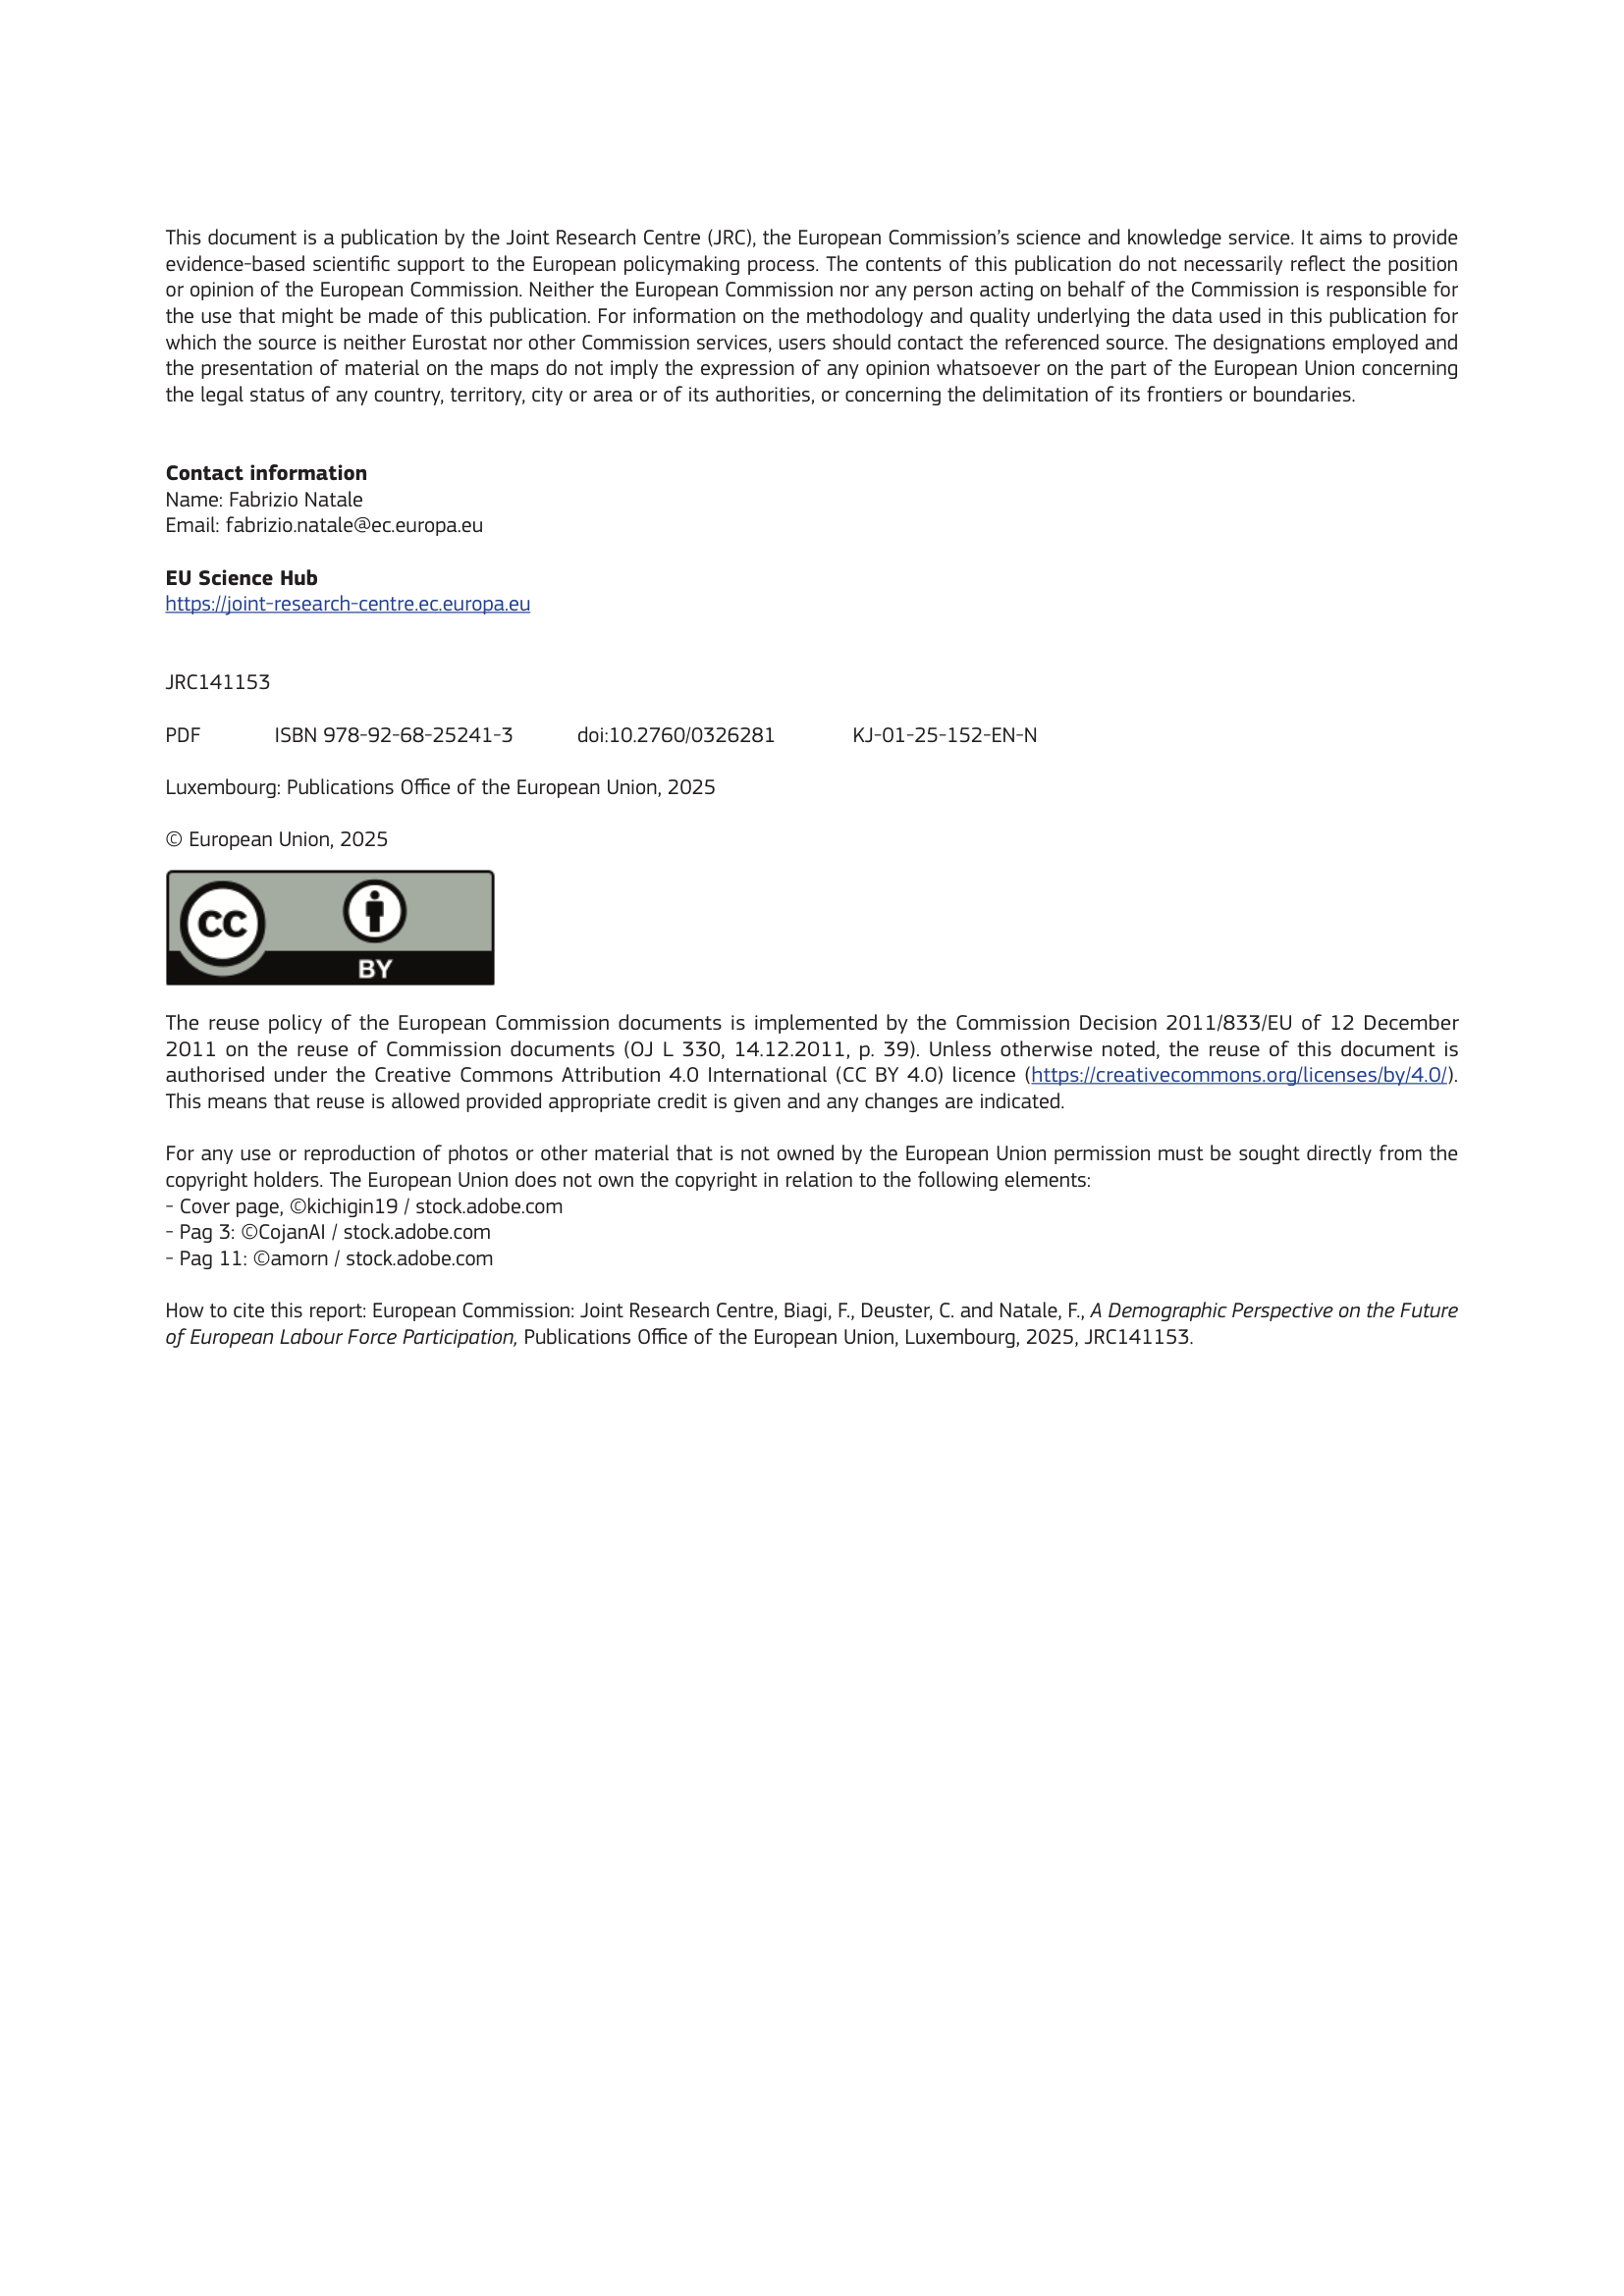 This document is a publication by the Joint Research Centre (JRC), the European Commission’s science and knowledge service. It aims to provide
evidence-based scientific support to the European policymaking process. The contents of this publication do not necessarily reflect the position
or opinion of the European Commission. Neither the European Commission nor any person acting on behalf of the Commission is responsible for
the use that might be made of this publication. For information on the methodology and quality underlying the data used in this publication for
which the source is neither Eurostat nor other Commission services, users should contact the referenced source. The designations employed and
the presentation of material on the maps do not imply the expression of any opinion whatsoever on the part of the European Union concerning
the legal status of any country, territory, city or area or of its authorities, or concerning the delimitation of its frontiers or boundaries.
Contact information
Name: Fabrizio Natale
Email: fabrizio.natale@ec.europa.eu
EU Science Hub
https://joint-research-centre.ec.europa.eu
JRC141153
PDF ISBN 978-92-68-25241-3 doi:10.2760/0326281 KJ-01-25-152-EN-N
Luxembourg: Publications Office of the European Union, 2025
© European Union, 2025
CC
BY
The reuse policy of the European Commission documents is implemented by the Commission Decision 2011/833/EU of 12 December
2011 on the reuse of Commission documents (OJ L 330, 14.12.2011, p. 39). Unless otherwise noted, the reuse of this document is
authorised under the Creative Commons Attribution 4.0 International (CC BY 4.0) licence (https://creativecommons.org/licenses/by/4.0/).
This means that reuse is allowed provided appropriate credit is given and any changes are indicated.
For any use or reproduction of photos or other material that is not owned by the European Union permission must be sought directly from the
copyright holders. The European Union does not own the copyright in relation to the following elements:
- Cover page, ©kichigin19 / stock.adobe.com
- Pag 3: ©CojanAI / stock.adobe.com
- Pag 11: ©amorn / stock.adobe.com
How to cite this report: European Commission: Joint Research Centre, Biagi, F., Deuster, C. and Natale, F., A Demographic Perspective on the Future
of European Labour Force Participation, Publications Office of the European Union, Luxembourg, 2025, JRC141153.